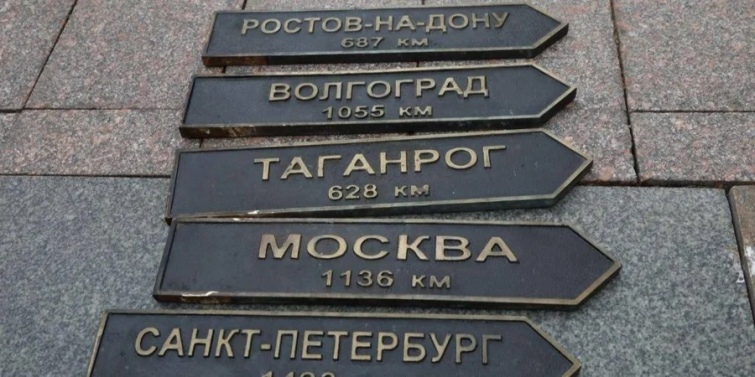 РОСТОВ-НА-ДОНУ
687 КМ
ВОЛГОГРАД
1055 КМ
ТАГАНРОГ
628 КМ
МОСКВА
1136 КМ
САНКТ-ПЕТЕРБУРГ